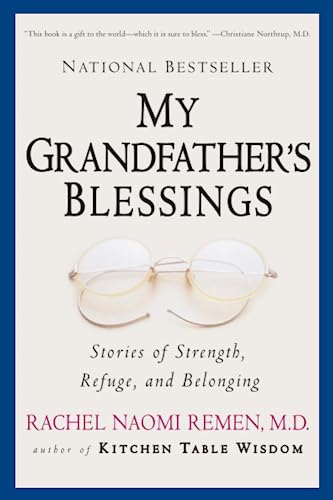 "This book is a gift to the world—which it is sure to bless." —Christiane Northrup, M.D.
NATIONAL BESTSELLER
MY
GRANDFATHER'S
BLESSINGS
Stories of Strength,
Refuge, and Belonging
RACHEL NAOMI REMEN, M.D.
author of KITCHEN TABLE WISDOM